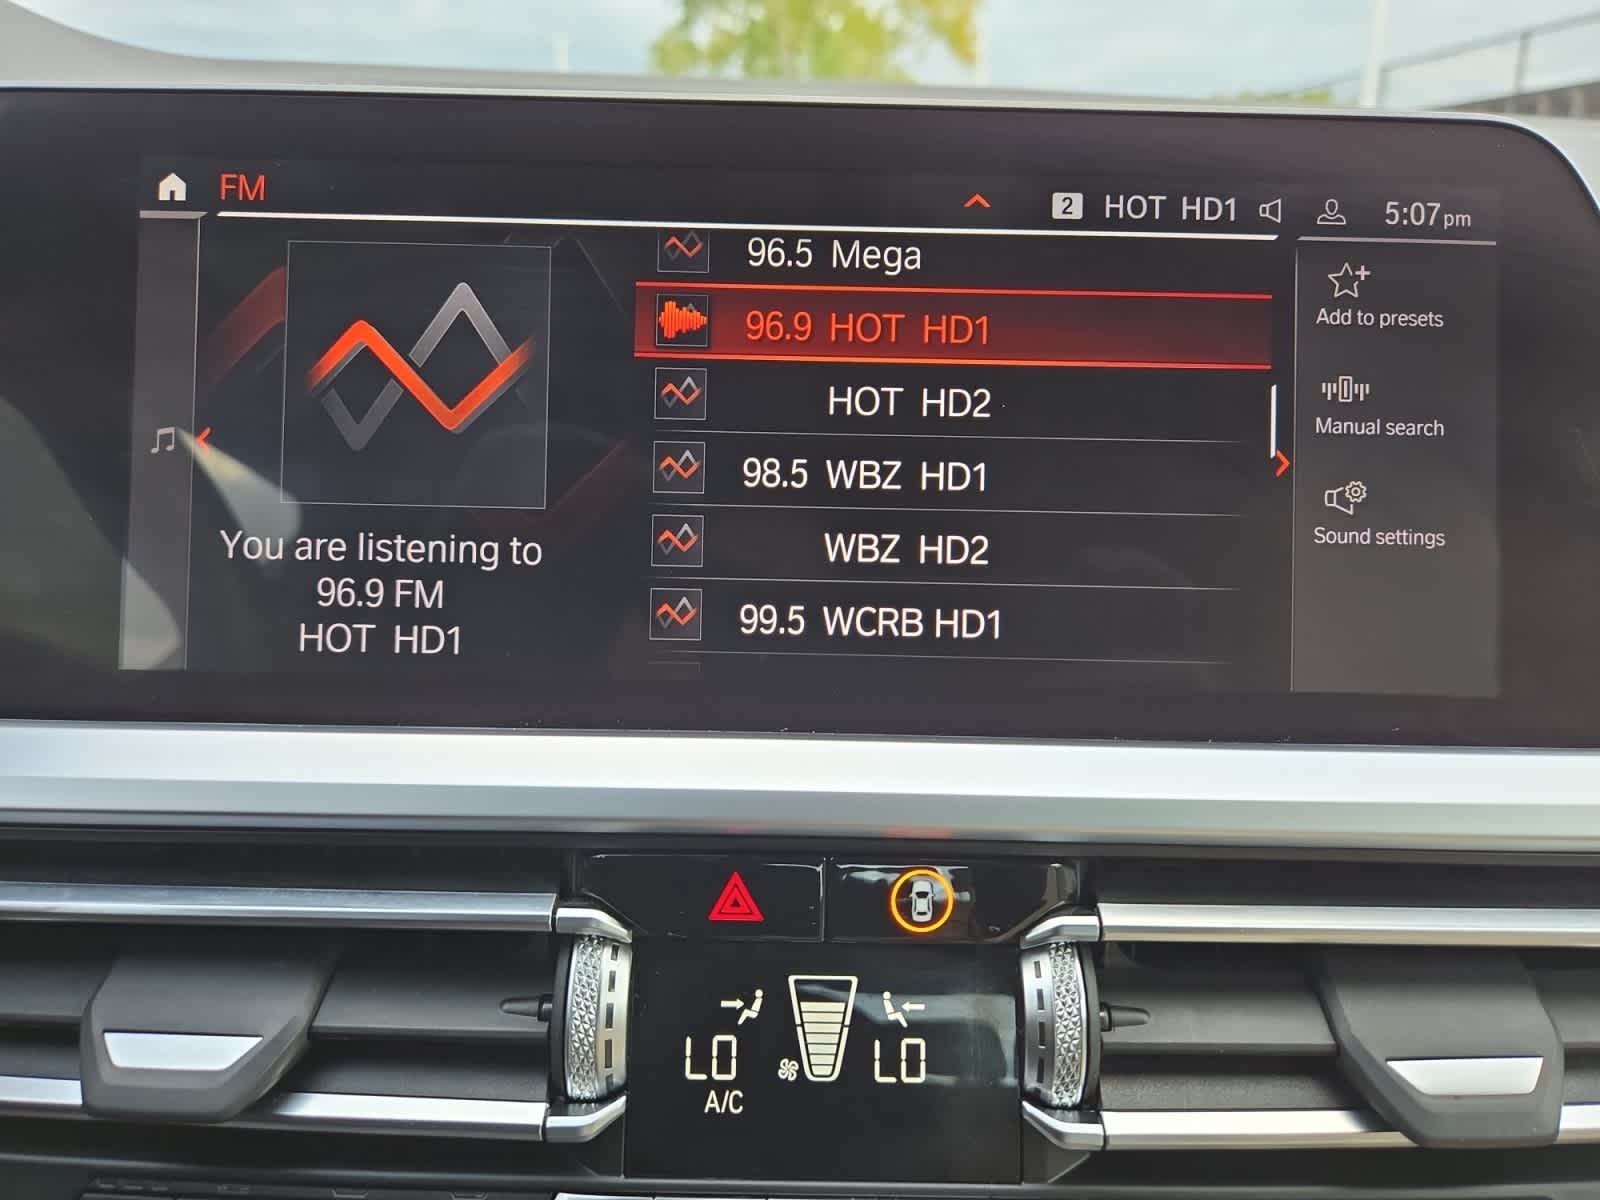 FM
2 HOT HD1
5:07pm
96.5 Mega
96.9 HOT HD1
HOT HD2
98.5 WBZ HD1
WBZ HD2
99.5 WCRB HD1
You are listening to
96.9 FM
HOT HD1
Add to presets
Manual search
Sound settings
LO
LO
A/C